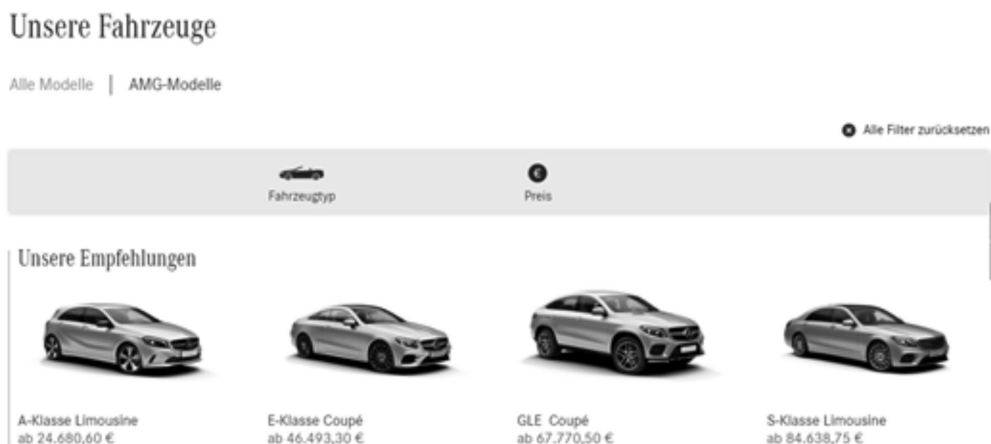 Unsere Fahrzeuge
Alle Modelle | AMG-Modelle
Alle Filter zurücksetzen
Fahrzeugtyp
€
Preis
Unsere Empfehlungen
A-Klasse Limousine
ab 24.680,60 €
E-Klasse Coupé
ab 46.493,30 €
GLE Coupé
ab 67.770,50 €
S-Klasse Limousine
ab 84.638,75 €